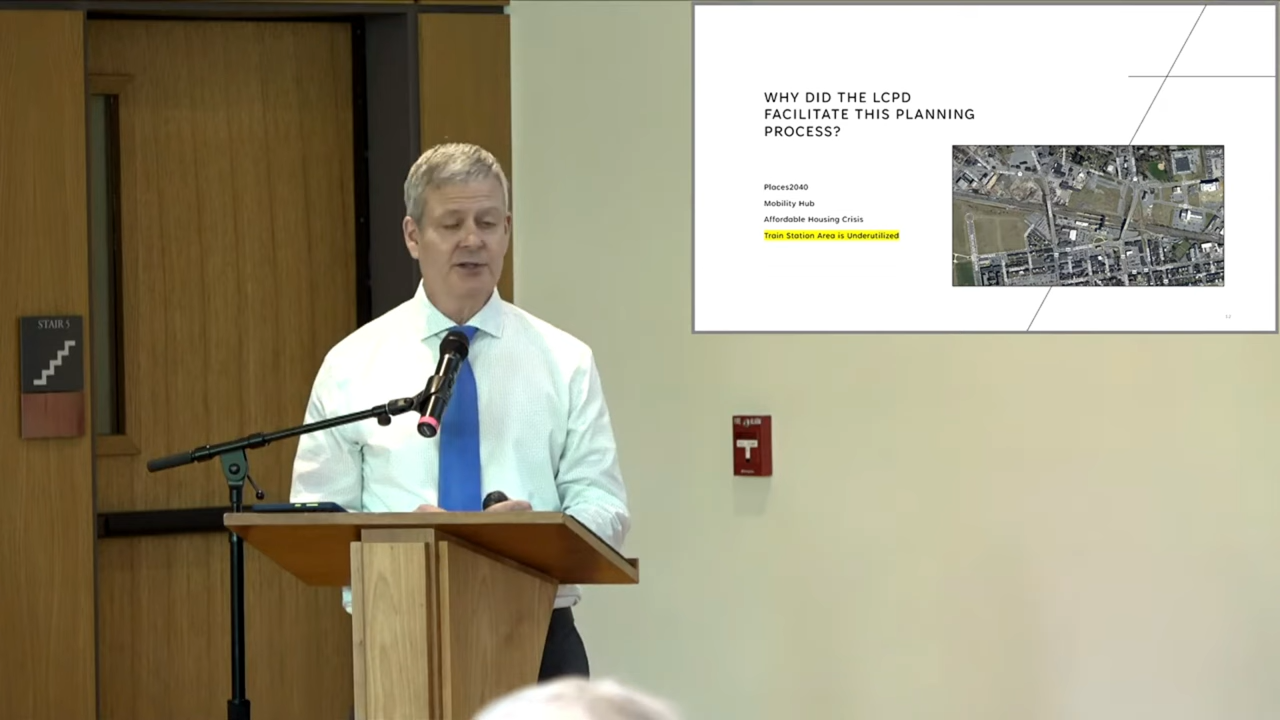 STAIR 5
WHY DID THE LCPD
FACILITATE THIS PLANNING
PROCESS?
Places2040
Mobility Hub
Affordable Housing Crisis
Train Station Area is Underutilized